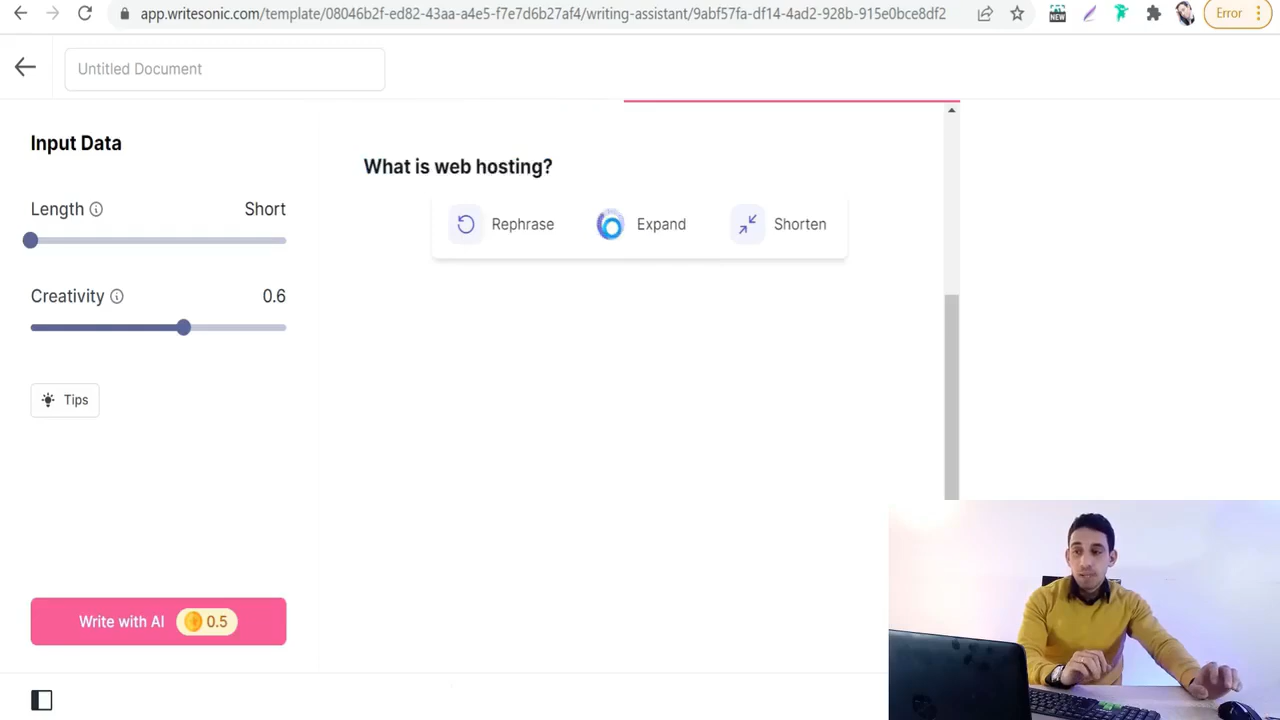 app.writesonic.com/template/08046b2f-ed82-43aa-a4e5-f7e7d6b27af4/writing-assistant/9abf57fa-df14-4ad2-928b-915e0bce8df2
NEW
Error
Untitled Document
Input Data
Length
Short
Creativity
0.6
Tips
Write with AI
0.5
What is web hosting?
Rephrase
Expand
Shorten